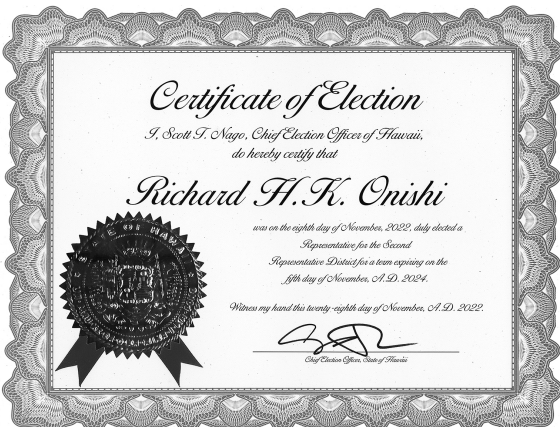 Certificate of Election
I, Scott T. Nago, Chief Election Officer of Hawaii,
do hereby certify that
Richard H.K. Onishi
was on the eighth day of November, 2022, duly elected a
Representative for the Second
Representative District for a term expiring on the
fifth day of November, A.D. 2024.
Witness my hand this twenty-eighth day of November, A.D. 2022.
Chief Election Officer, State of Hawaii